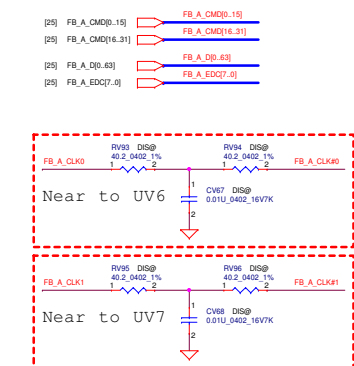 [25] FB_A_CMD[0..15] FB_A_CMD[0..15]
[25] FB_A_CMD[16..31] FB_A_CMD[16..31]
[25] FB_A_D[0..63] FB_A_D[0..63]
[25] FB_A_EDC[7..0] FB_A_EDC[7..0]
RV93 DIS@ RV94 DIS@
40.2_0402_1% 40.2_0402_1%
FB_A_CLK0 1 2 1 2 FB_A_CLK#0
Near to UV6
1
CV67 DIS@
0.01U_0402_16V7K
2
RV95 DIS@ RV96 DIS@
40.2_0402_1% 40.2_0402_1%
FB_A_CLK1 1 2 1 2 FB_A_CLK#1
Near to UV7
1
CV68 DIS@
0.01U_0402_16V7K
2